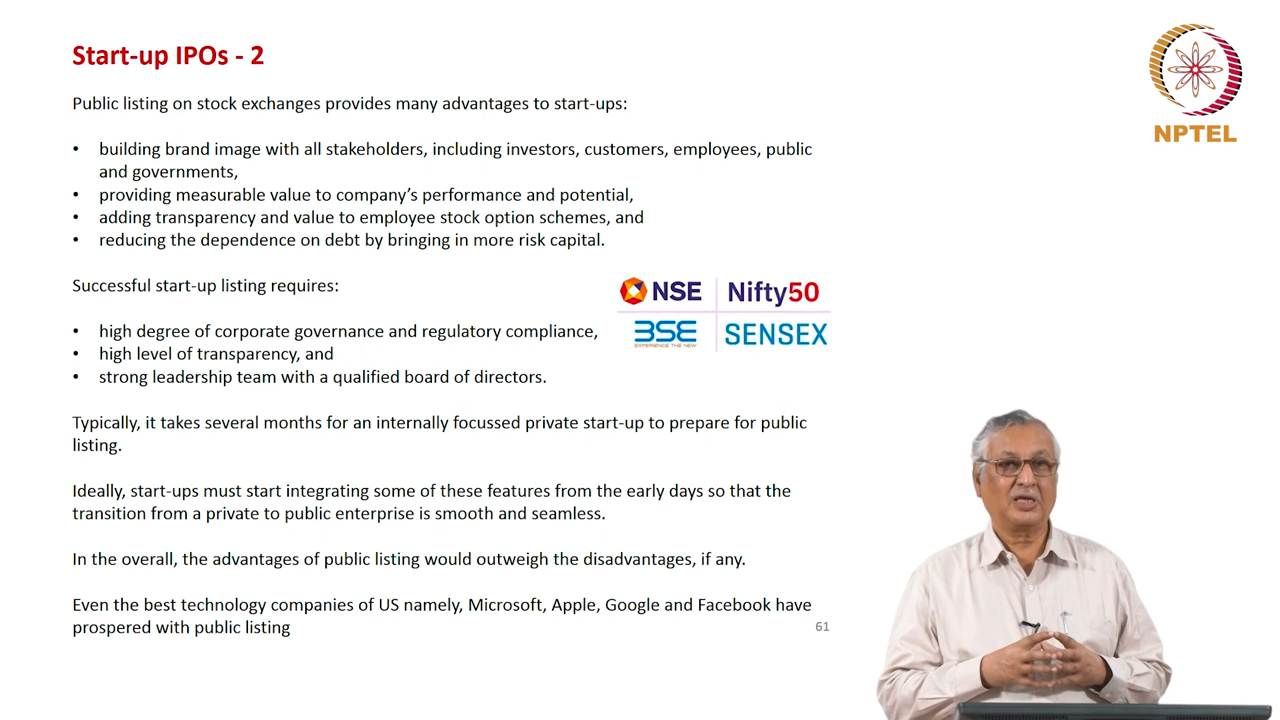 Start-up IPOs - 2
NPTEL
Public listing on stock exchanges provides many advantages to start-ups:
• building brand image with all stakeholders, including investors, customers, employees, public
and governments,
• providing measurable value to company's performance and potential,
• adding transparency and value to employee stock option schemes, and
• reducing the dependence on debt by bringing in more risk capital.
Successful start-up listing requires:
NSE Nifty50
BSE SENSEX
EXPERIENCE THE NEW
• high degree of corporate governance and regulatory compliance,
• high level of transparency, and
• strong leadership team with a qualified board of directors.
Typically, it takes several months for an internally focussed private start-up to prepare for public
listing.
Ideally, start-ups must start integrating some of these features from the early days so that the
transition from a private to public enterprise is smooth and seamless.
In the overall, the advantages of public listing would outweigh the disadvantages, if any.
Even the best technology companies of US namely, Microsoft, Apple, Google and Facebook have
prospered with public listing
61